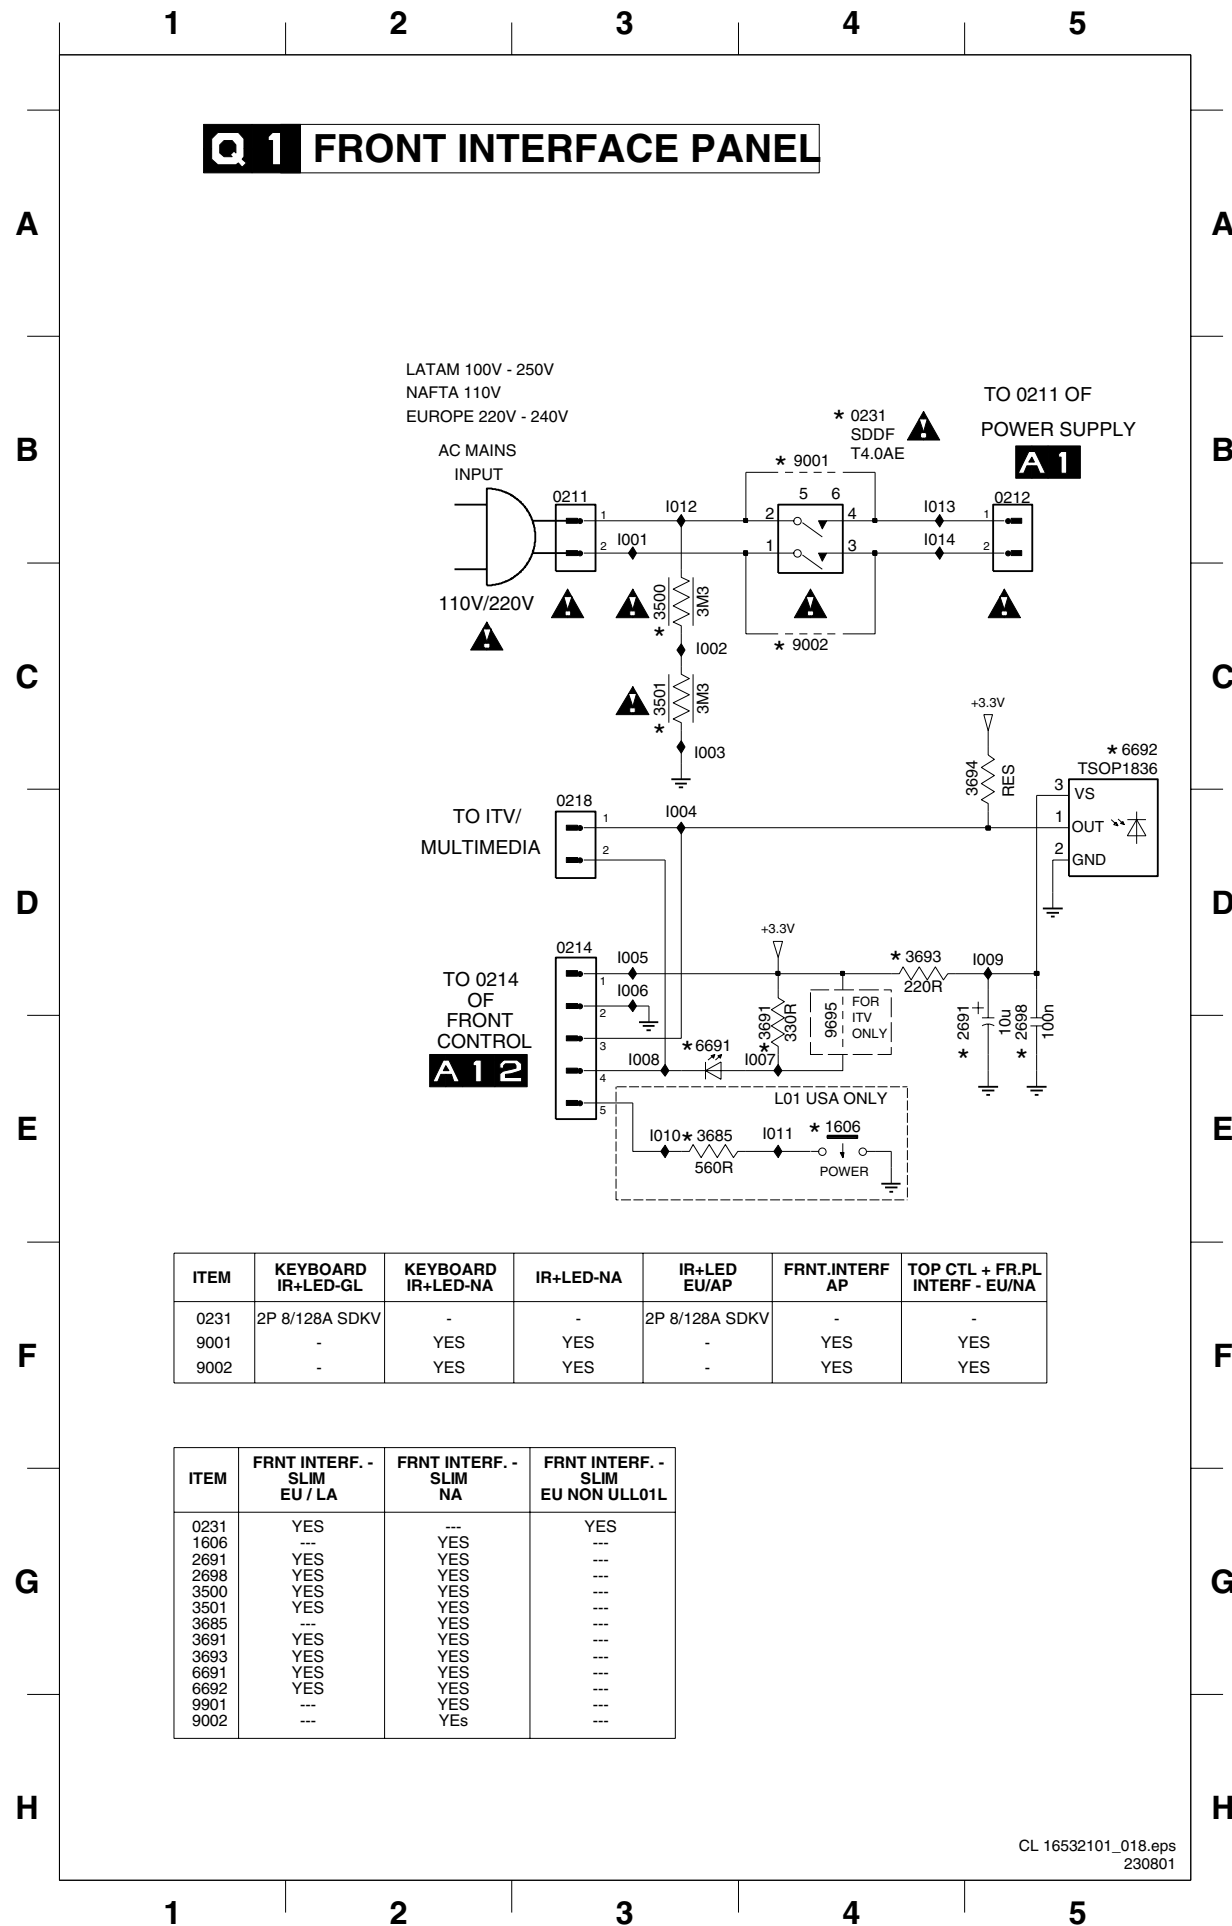 1 2 3 4 5
Q 1 FRONT INTERFACE PANEL
A A
LATAM 100V - 250V
NAFTA 110V
EUROPE 220V - 240V
AC MAINS
INPUT
* 0231
SDDF
T4.0AE
TO 0211 OF
POWER SUPPLY
A 1
B B
* 9001
0211
1
2
I012
I001
5 6
2 4
1 3
I013
I014
0212
1
2
110V/220V
* 3500
3M3
I002
* 9002
C C
* 3501
3M3
I003
+3.3V
3694
RES
* 6692
TSOP1836
3 VS
1 OUT
2 GND
TO ITV/
MULTIMEDIA
0218
1
2
I004
D D
+3.3V
TO 0214
OF
FRONT
CONTROL
A 1 2
0214
1
2
3
4
5
I005
I006
* 3693
220R
I009
* 3691
330R
9695
FOR
ITV
ONLY
* 2691
10u
* 2698
100n
I008
* 6691
I007
L01 USA ONLY
E E
I010
* 3685
560R
I011
* 1606
POWER
ITEM KEYBOARD IR+LED-GL KEYBOARD IR+LED-NA IR+LED-NA IR+LED EU/AP FRNT.INTERF AP TOP CTL + FR.PL INTERF - EU/NA
0231 2P 8/128A SDKV - - 2P 8/128A SDKV - -
9001 - YES YES - YES YES
9002 - YES YES - YES YES
F F
ITEM FRNT INTERF. - SLIM EU / LA FRNT INTERF. - SLIM NA FRNT INTERF. - SLIM EU NON ULL01L
0231 YES --- YES
1606 --- YES ---
2691 YES YES ---
2698 YES YES ---
3500 YES YES ---
3501 YES YES ---
3685 --- YES ---
3691 YES YES ---
3693 YES YES ---
6691 YES YES ---
6692 YES YES ---
9901 --- YES ---
9002 --- YEs ---
G G
H H
CL 16532101_018.eps
230801
1 2 3 4 5